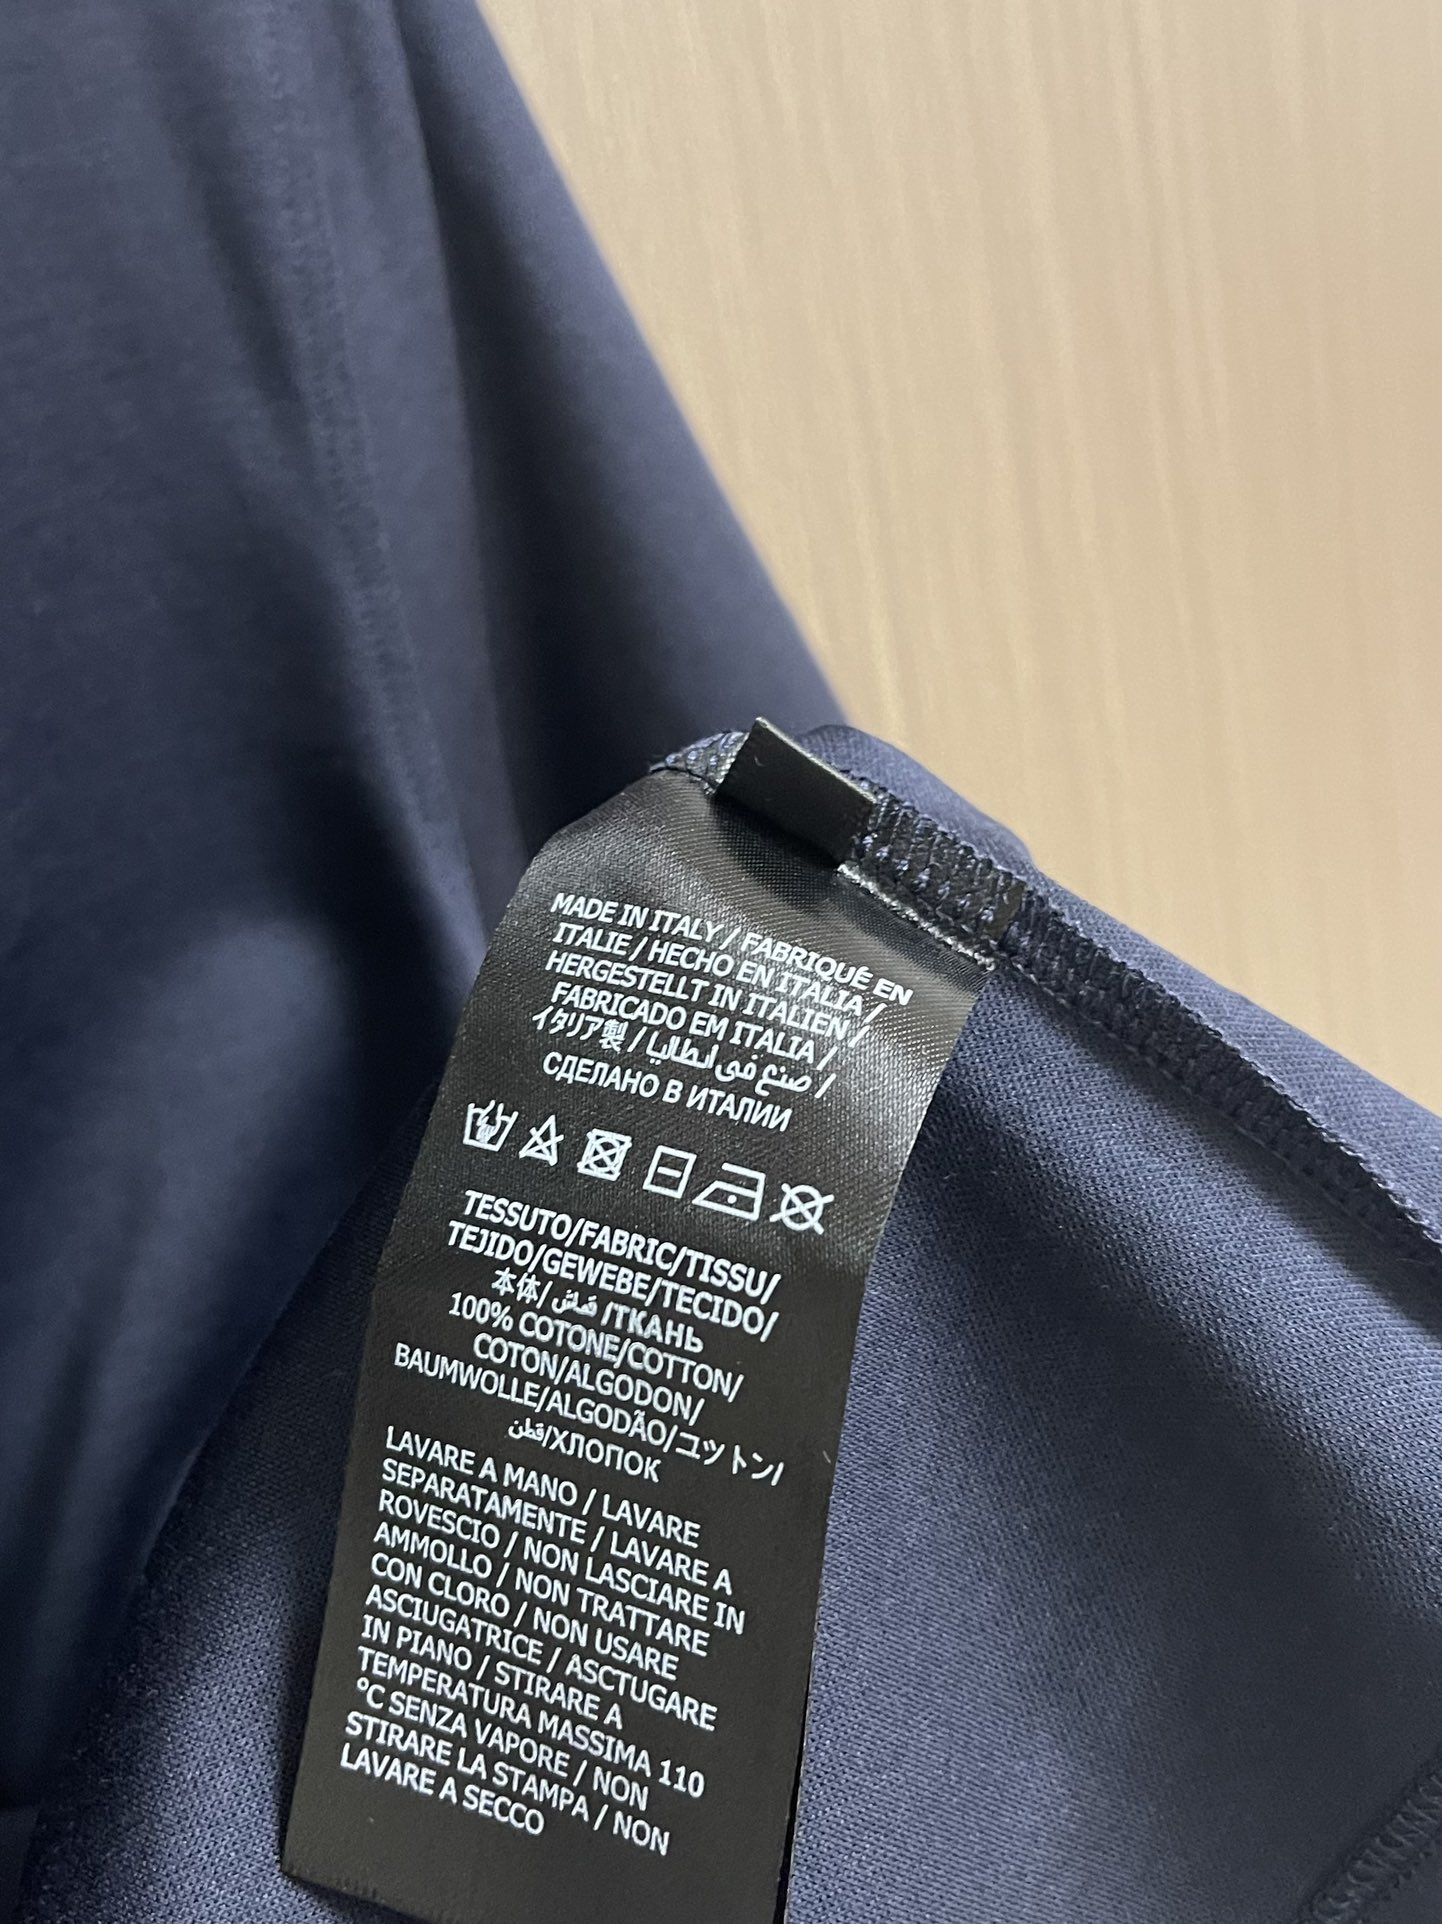 MADE IN ITALY / FABRIQUÉ EN
ITALIE / HECHO EN ITALIA /
HERGESTELLT IN ITALIEN /
FABRICADO EM ITALIA /
イタリア製 / صنع في ايطاليا /
СДЕЛАНО В ИТАЛИИ
TESSUTO/FABRIC/TISSU/
TEJIDO/GEWEBE/TECIDO/
本体/قماش/ТКАНЬ
100% COTONE/COTTON/
COTON/ALGODON/
BAUMWOLLE/ALGODÃO/ユットン/
قطن/ХЛОПОК
LAVARE A MANO / LAVARE
SEPARATAMENTE / LAVARE A
ROVESCIO / NON LASCIARE IN
AMMOLLO / NON TRATTARE
CON CLORO / NON USARE
ASCIUGATRICE / ASCTUGARE
IN PIANO / STIRARE A
TEMPERATURA MASSIMA 110
°C SENZA VAPORE / NON
STIRARE LA STAMPA / NON
LAVARE A SECCO